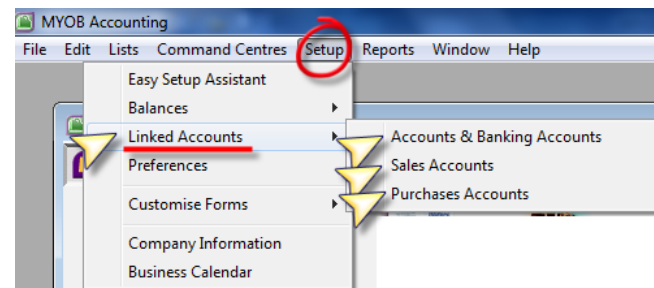 MYOB Accounting
File Edit Lists Command Centres Setup Reports Window Help
Easy Setup Assistant
Balances
Linked Accounts
Accounts & Banking Accounts
Preferences
Sales Accounts
Purchases Accounts
Customise Forms
Company Information
Business Calendar